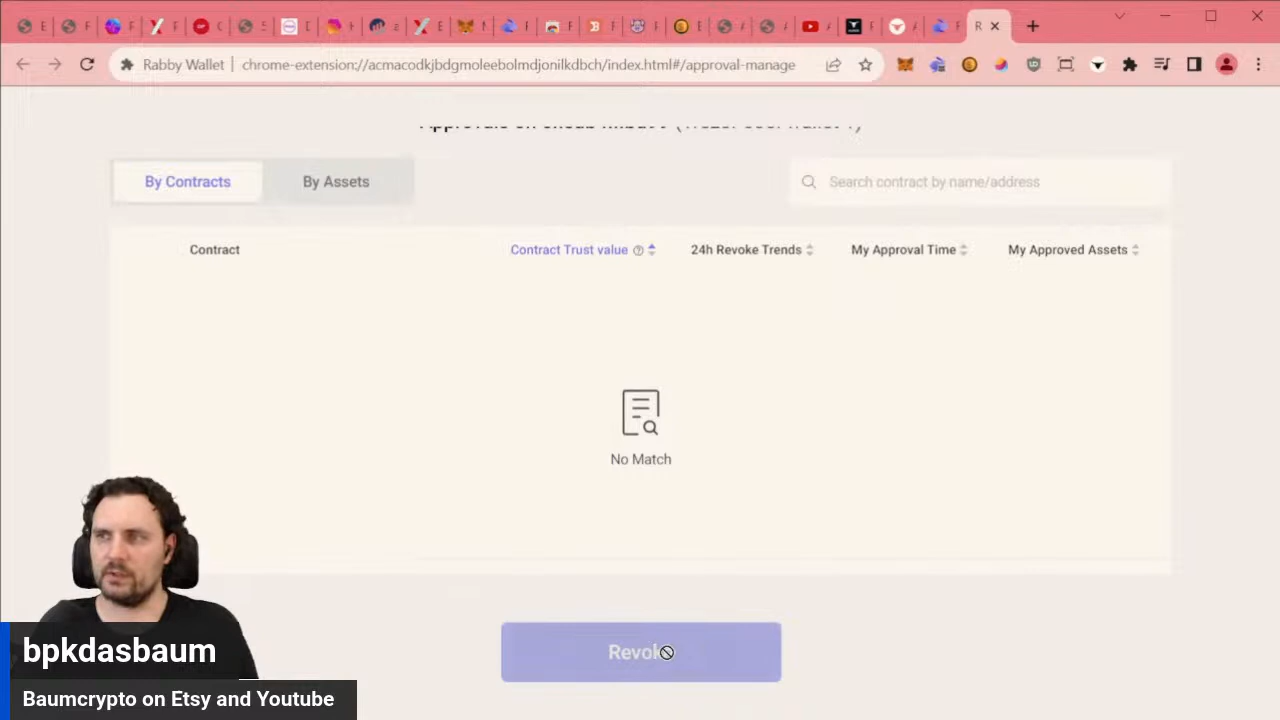 Rabby Wallet
chrome-extension://acmacodkjbdgmoleebolmdjonilkdbch/index.html#/approval-manage
Approvals on
By Contracts
By Assets
Search contract by name/address
Contract
Contract Trust value
24h Revoke Trends
My Approval Time
My Approved Assets
No Match
Revoke
bpkdasbaum
Baumcrypto on Etsy and Youtube